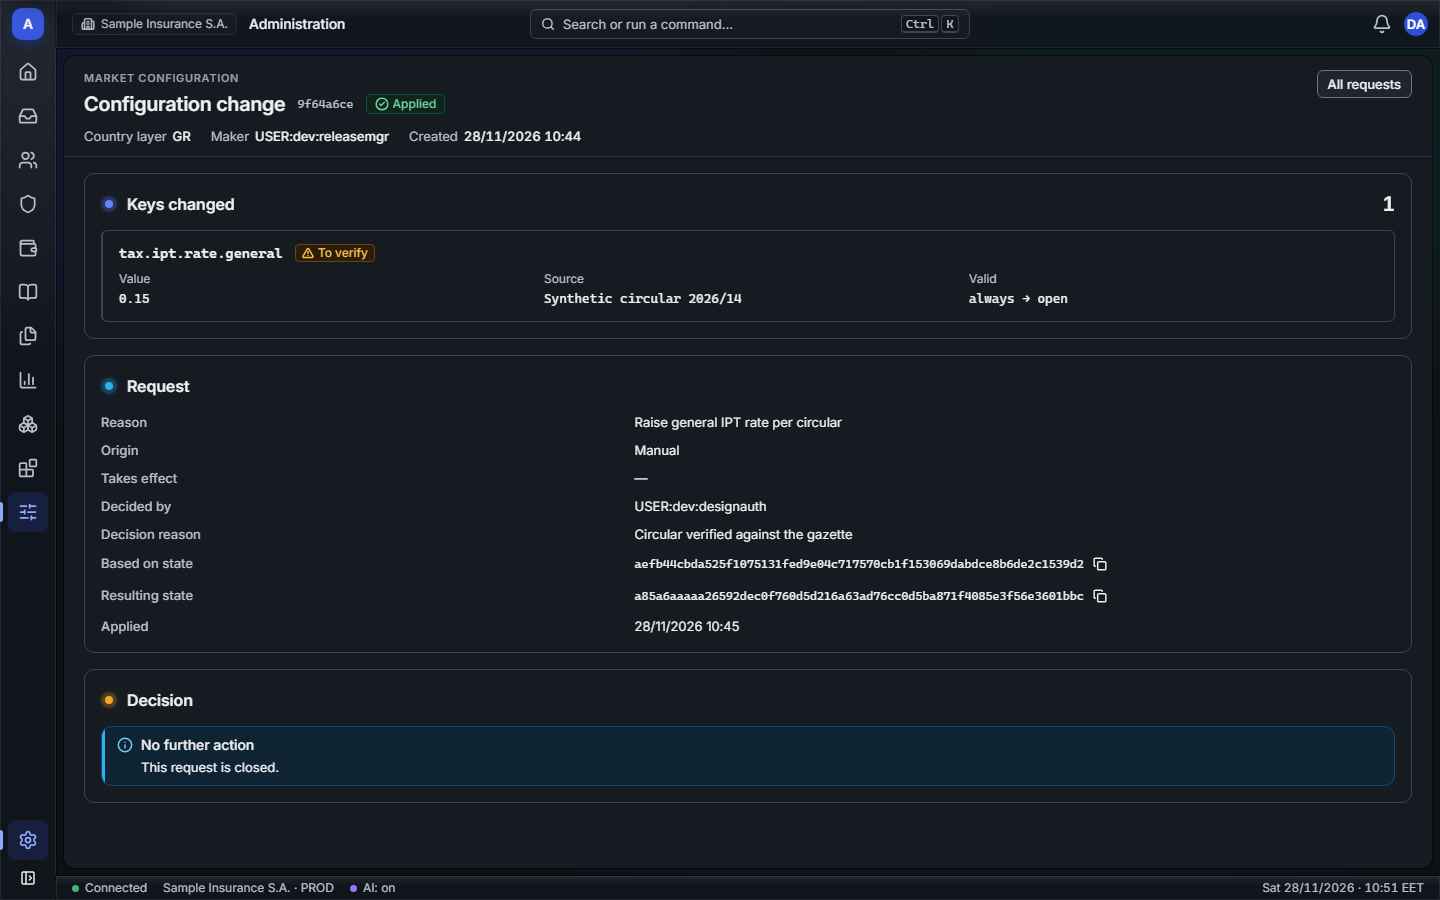 A
Sample Insurance S.A.
Administration
Search or run a command...
Ctrl K
DA
MARKET CONFIGURATION
Configuration change 9f64a6ce Applied
All requests
Country layer GR Maker USER:dev:releasemgr Created 28/11/2026 10:44
Keys changed
1
tax.ipt.rate.general To verify
Value Source Valid
0.15 Synthetic circular 2026/14 always → open
Request
Reason Raise general IPT rate per circular
Origin Manual
Takes effect —
Decided by USER:dev:designauth
Decision reason Circular verified against the gazette
Based on state aefb44cbda525f1075131fed9e04c717570cb1f153069dabdce8b6de2c1539d2
Resulting state a85a6aaaaa26592dec0f760d5d216a63ad76cc0d5ba871f4085e3f56e3601bbc
Applied 28/11/2026 10:45
Decision
No further action
This request is closed.
Connected Sample Insurance S.A. · PROD AI: on
Sat 28/11/2026 · 10:51 EET